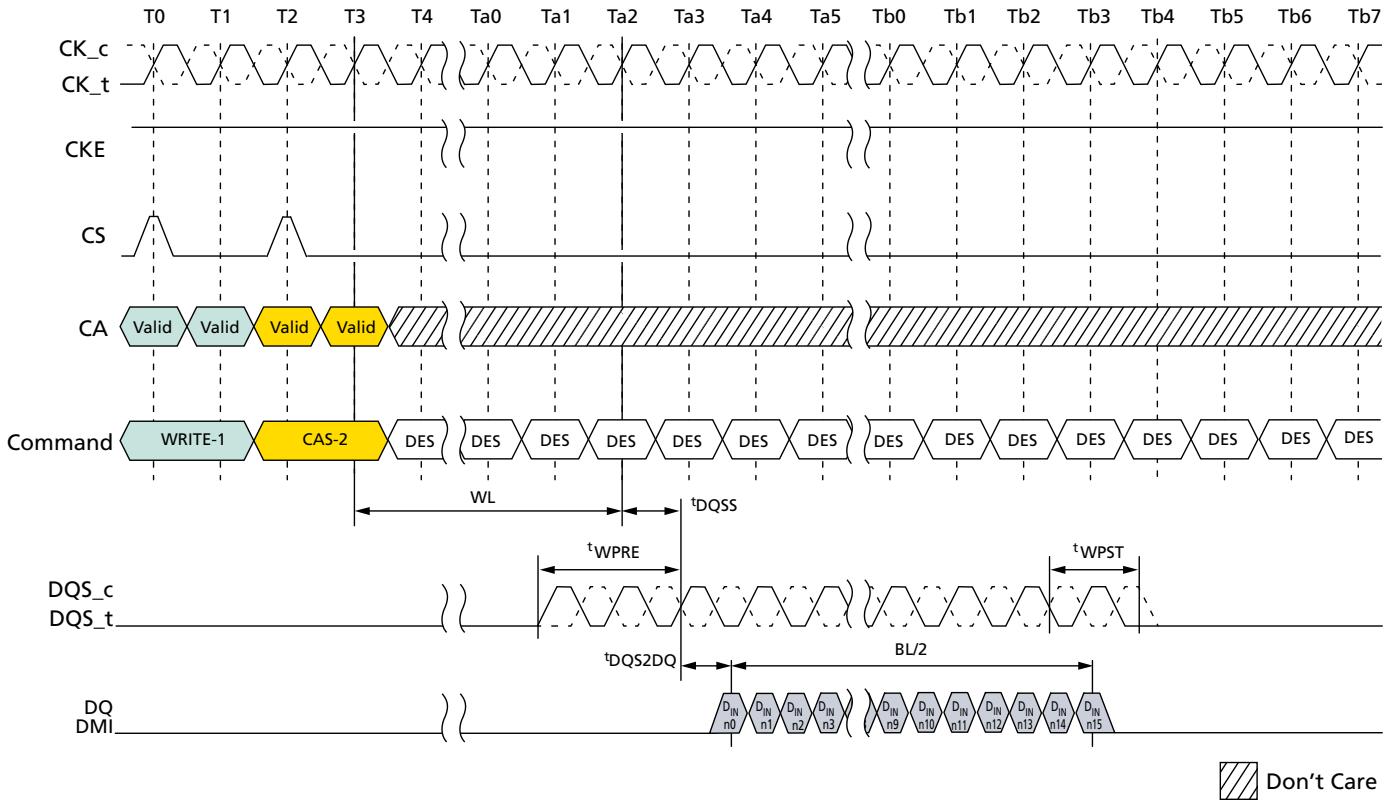 T0 T1 T2 T3 T4 Ta0 Ta1 Ta2 Ta3 Ta4 Ta5 Tb0 Tb1 Tb2 Tb3 Tb4 Tb5 Tb6 Tb7
CK_c
CK_t
CKE
CS
CA Valid Valid Valid Valid
Command WRITE-1 CAS-2 DES DES DES DES DES DES DES DES DES DES DES DES DES DES DES
WL tDQSS
tWPRE tWPST
DQS_c
DQS_t
tDQS2DQ BL/2
DQ DIN DIN DIN DIN DIN DIN DIN DIN DIN DIN DIN
DMI n0 n1 n2 n3 n9 n10 n11 n12 n13 n14 n15
Don't Care